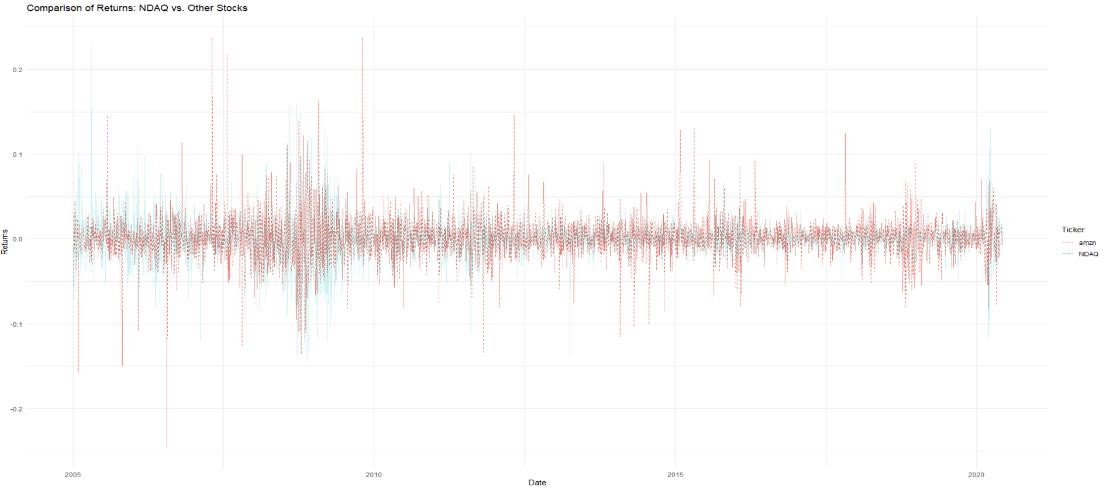 Comparison of Returns: NDAQ vs. Other Stocks
0.2
0.1
0.0
-0.1
-0.2
Returns
2005
2010
2015
2020
Date
Ticker
amzn
NDAQ